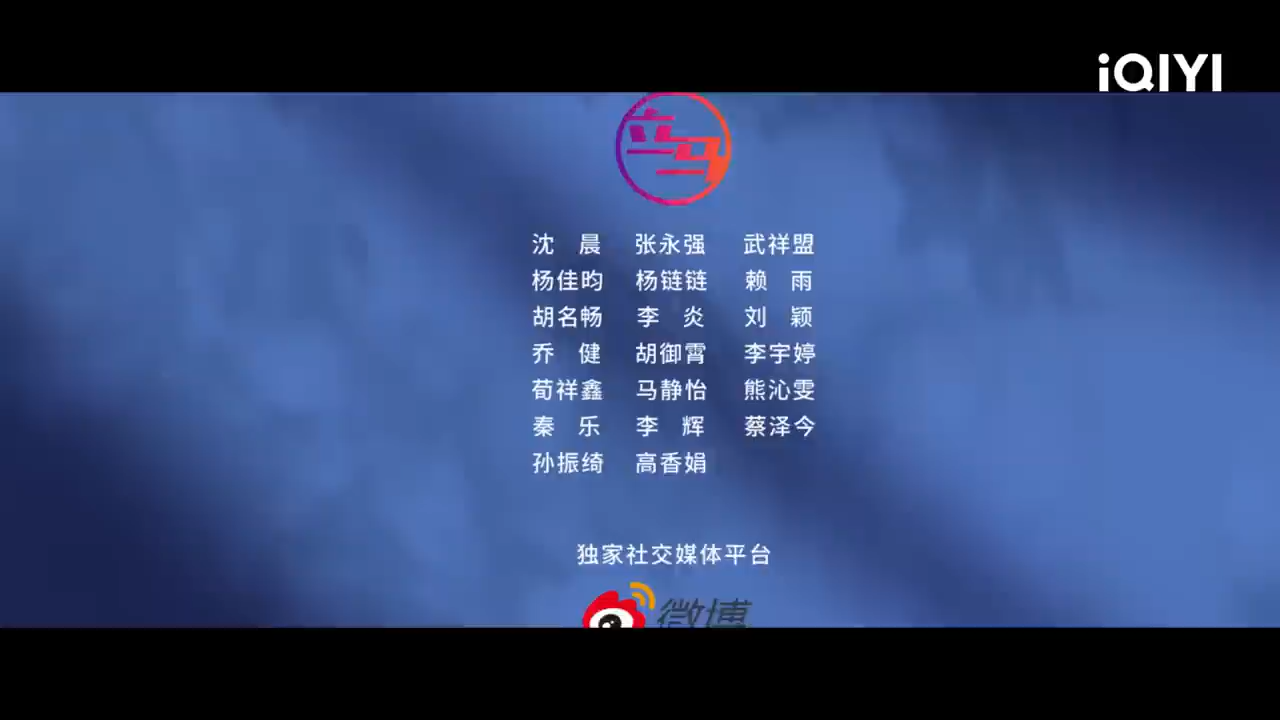 iQIYI
立马
沈 晨 张永强 武祥盟
杨佳昀 杨链链 赖 雨
胡名畅 李 炎 刘 颖
乔 健 胡御霄 李宇婷
荀祥鑫 马静怡 熊沁雯
秦 乐 李 辉 蔡泽今
孙振绮 高香娟
独家社交媒体平台
微博